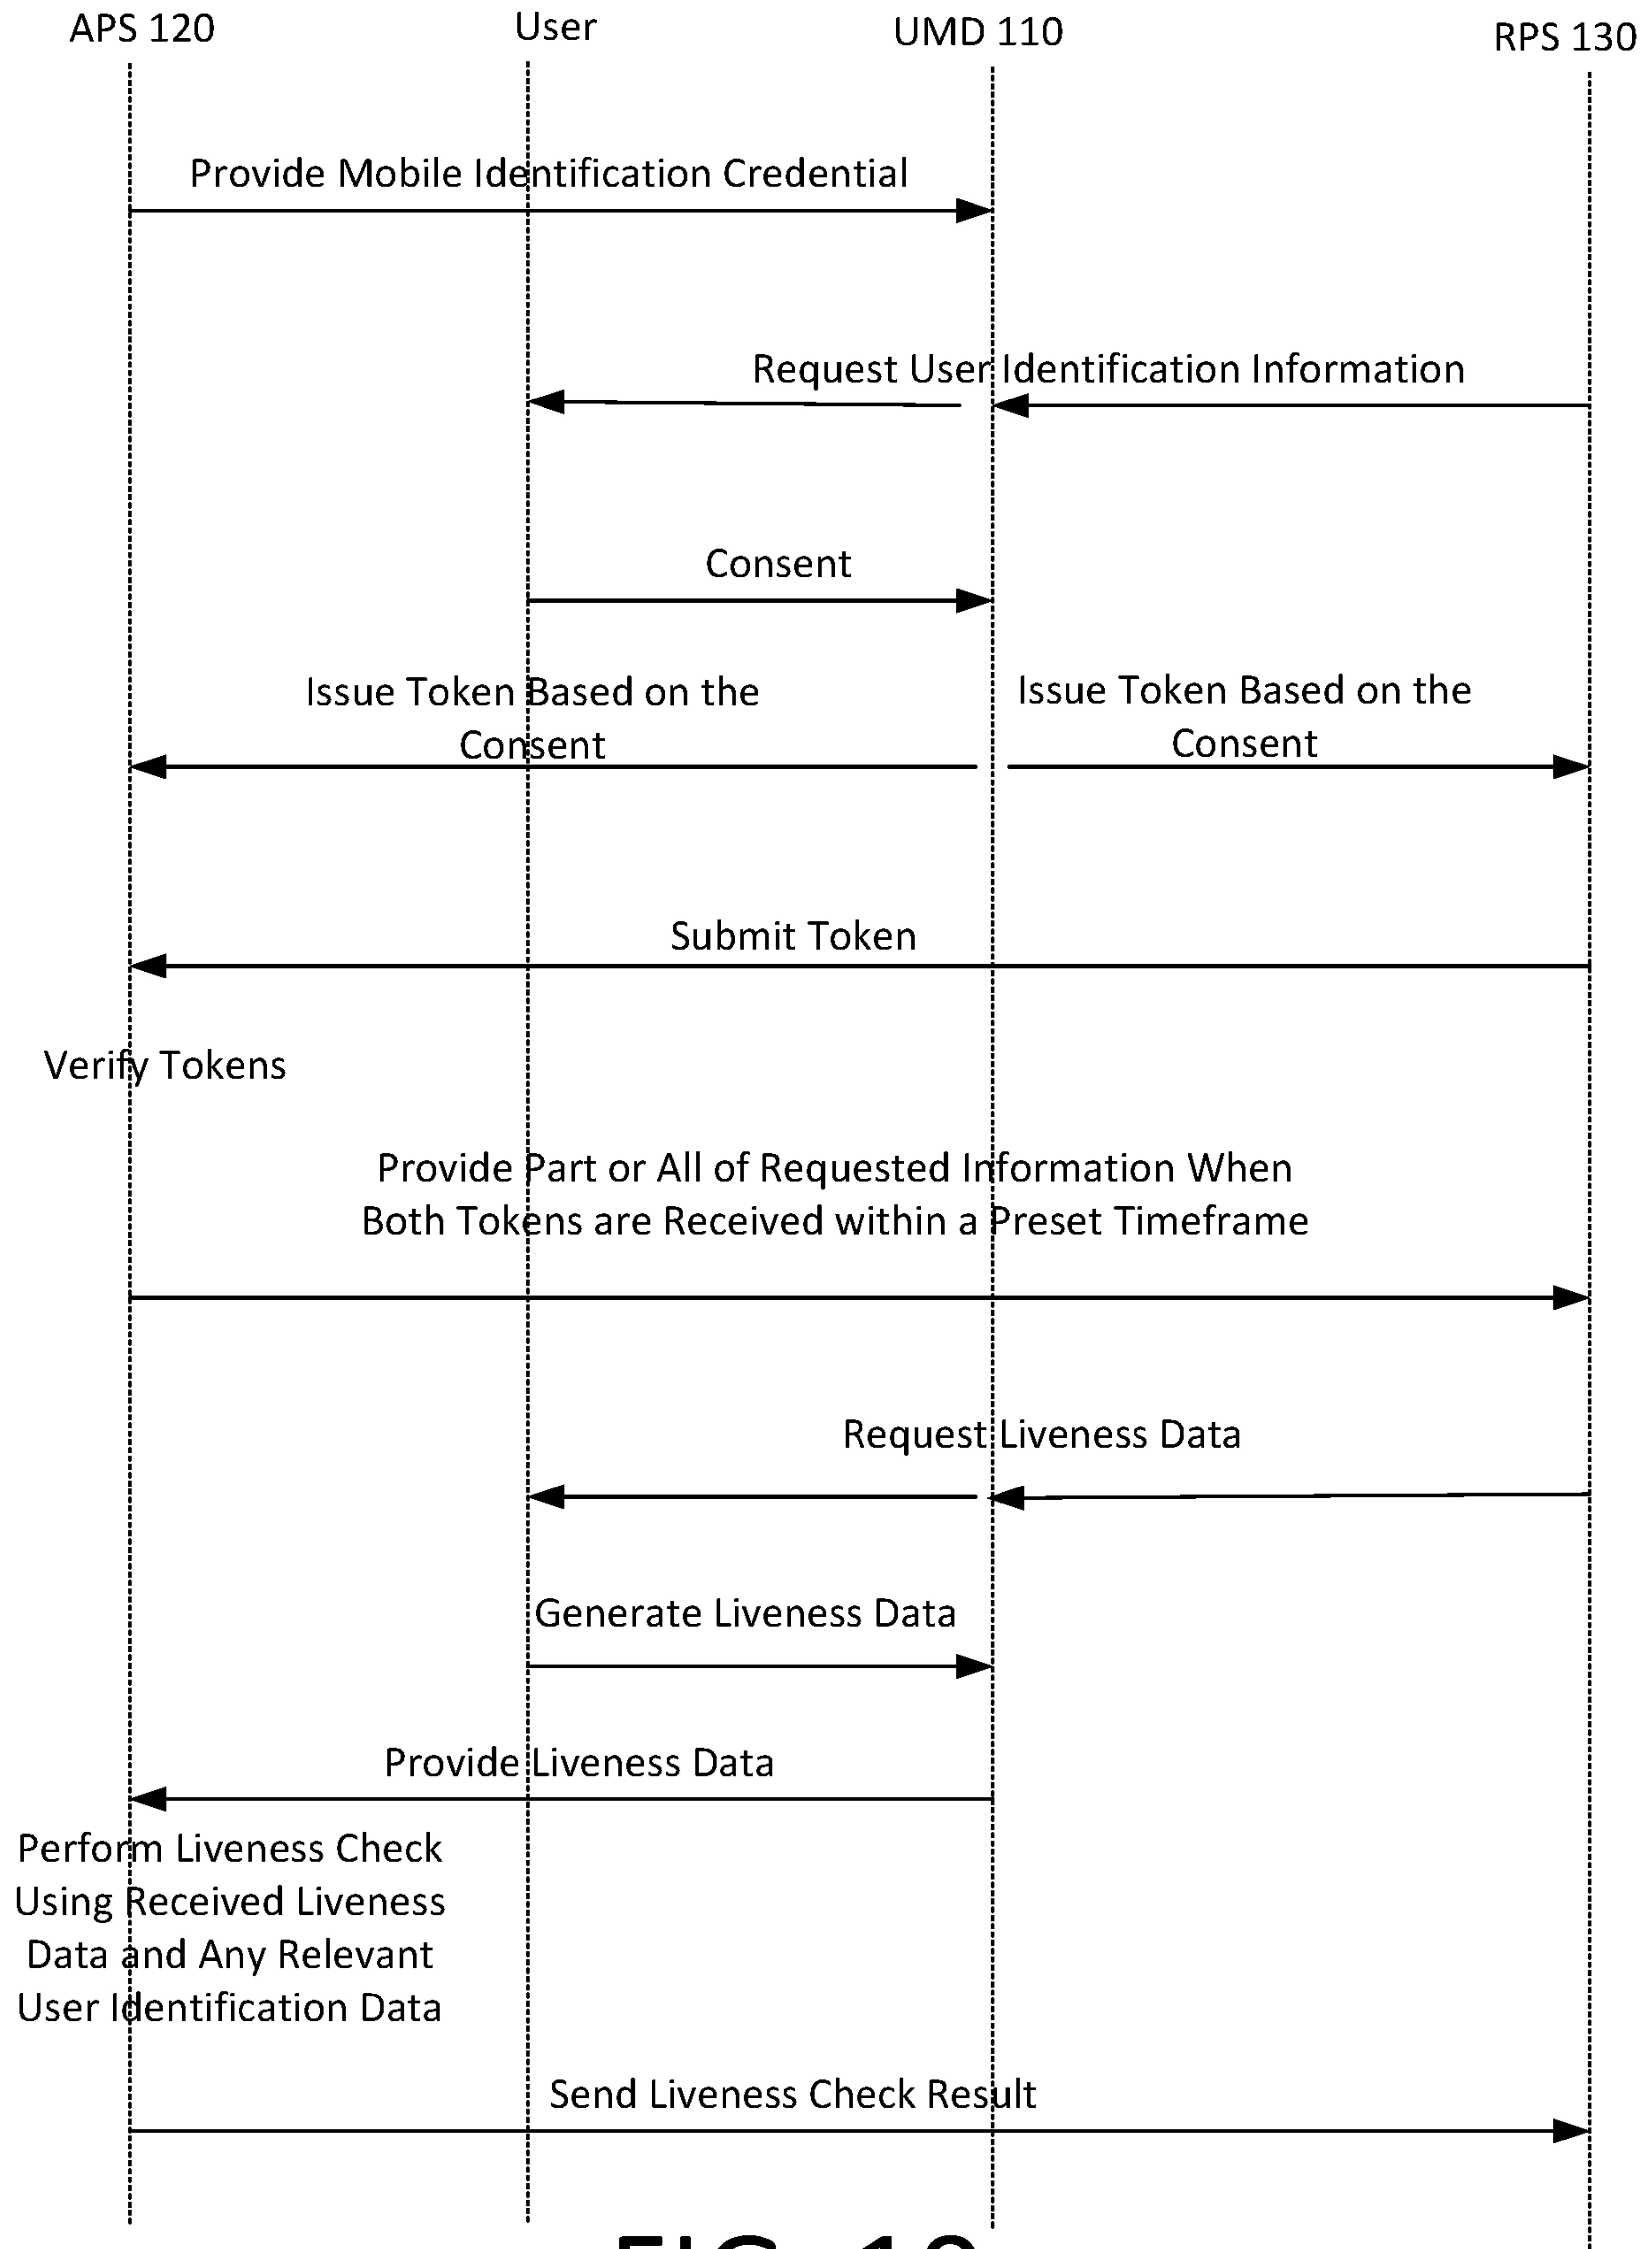 APS 120
User
UMD 110
RPS 130
Provide Mobile Identification Credential
Request User Identification Information
Consent
Issue Token Based on the
Consent
Issue Token Based on the
Consent
Submit Token
Verify Tokens
Provide Part or All of Requested Information When
Both Tokens are Received within a Preset Timeframe
Request Liveness Data
Generate Liveness Data
Provide Liveness Data
Perform Liveness Check
Using Received Liveness
Data and Any Relevant
User Identification Data
Send Liveness Check Result